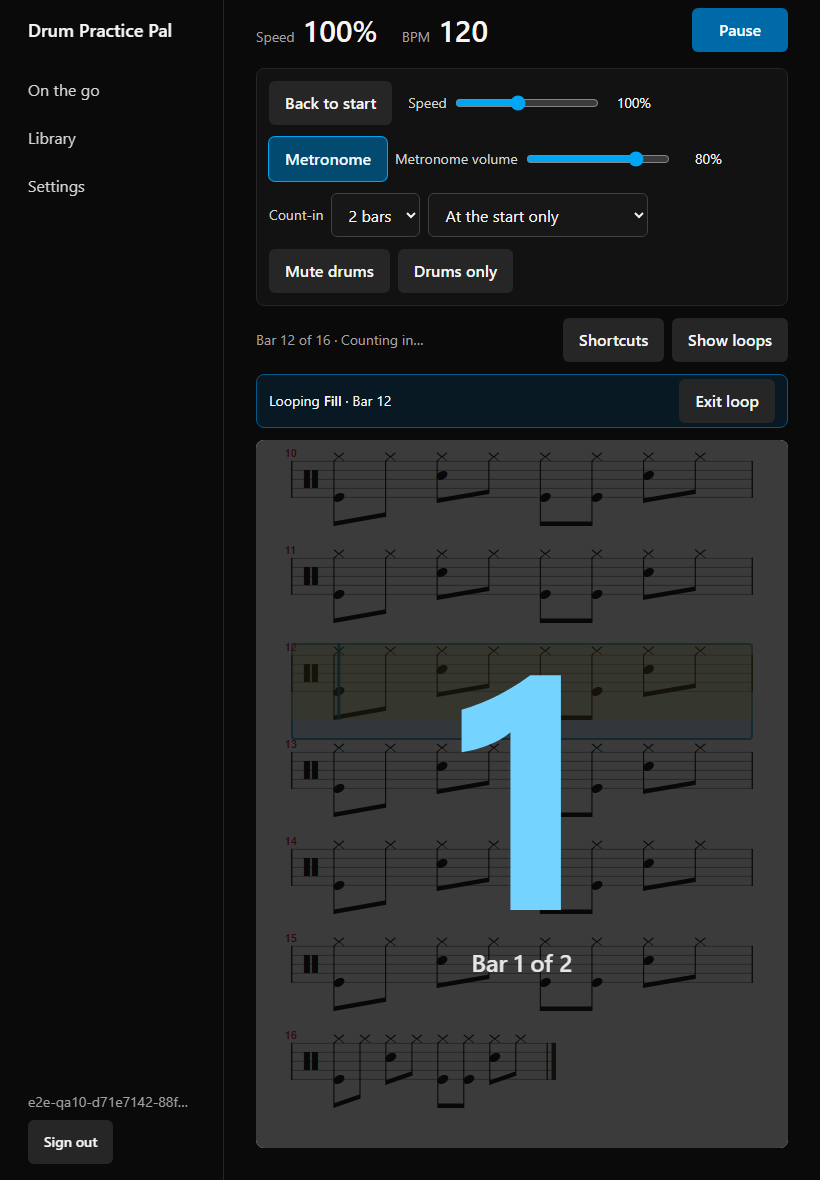 Drum Practice Pal
On the go
Library
Settings
Speed 100% BPM 120
Pause
Back to start
Speed 100%
Metronome
Metronome volume 80%
Count-in 2 bars At the start only
Mute drums
Drums only
Bar 12 of 16 · Counting in...
Shortcuts
Show loops
Looping Fill · Bar 12
Exit loop
10
11
12
13
14
15
16
1
Bar 1 of 2
e2e-qa10-d71e7142-88f...
Sign out